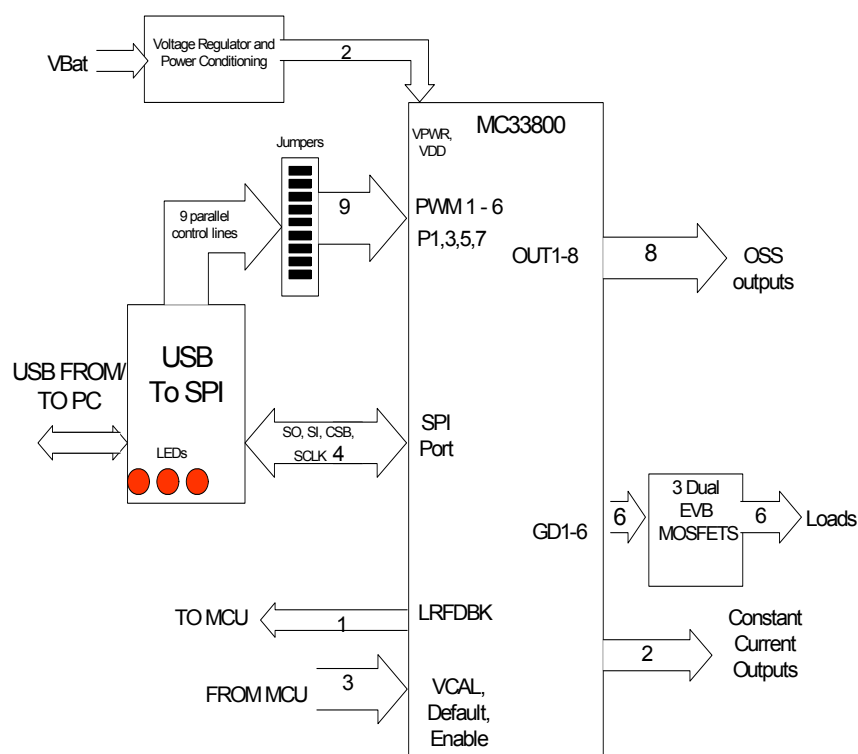 Voltage Regulator and
Power Conditioning
VBat
2
MC33800
VPWR,
VDD
Jumpers
9 parallel
control lines
9
PWM 1 - 6
P1,3,5,7
OUT1-8
8
OSS
outputs
USB
To SPI
USB FROM/
TO PC
LEDs
SO, SI, CSB,
SCLK 4
SPI
Port
3 Dual
EVB
MOSFETS
GD1-6
6
6
Loads
TO MCU
1
LRFDBK
Constant
Current
Outputs
2
FROM MCU
3
VCAL,
Default,
Enable